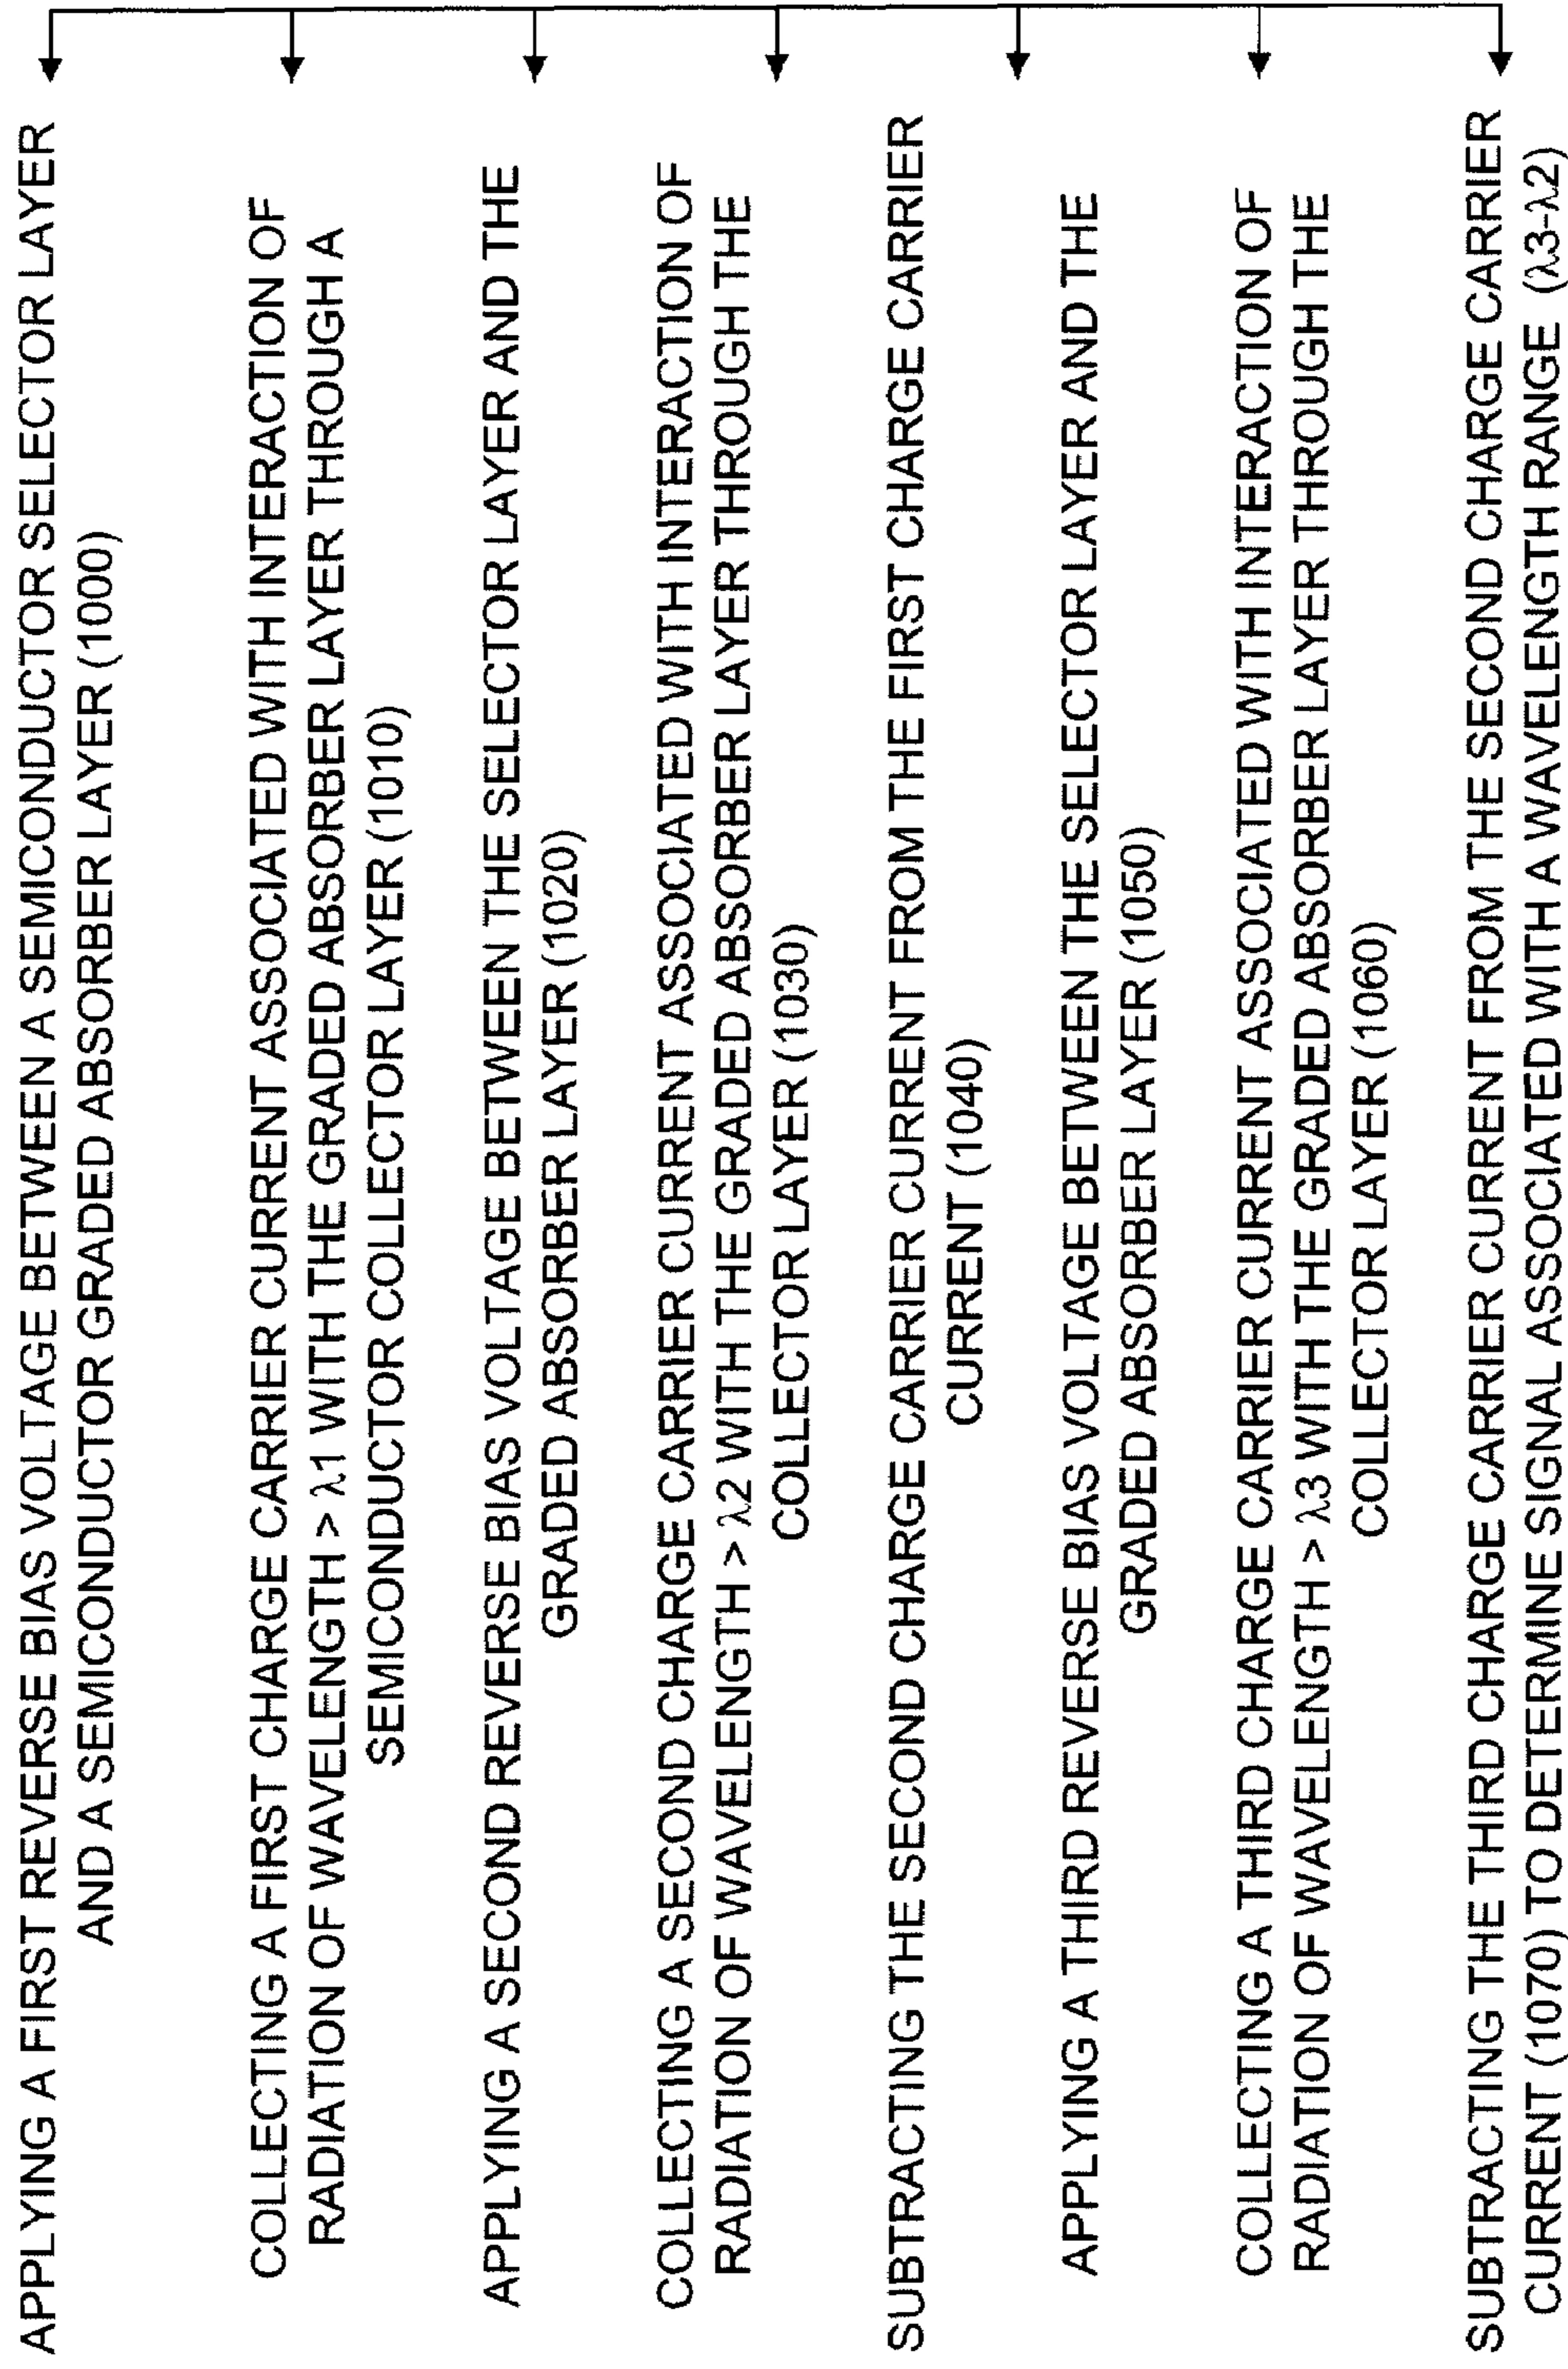 APPLYING A FIRST REVERSE BIAS VOLTAGE BETWEEN A SEMICONDUCTOR SELECTOR LAYER
AND A SEMICONDUCTOR GRADED ABSORBER LAYER (1000)
COLLECTING A FIRST CHARGE CARRIER CURRENT ASSOCIATED WITH INTERACTION OF
RADIATION OF WAVELENGTH > λ1 WITH THE GRADED ABSORBER LAYER THROUGH A
SEMICONDUCTOR COLLECTOR LAYER (1010)
APPLYING A SECOND REVERSE BIAS VOLTAGE BETWEEN THE SELECTOR LAYER AND THE
GRADED ABSORBER LAYER (1020)
COLLECTING A SECOND CHARGE CARRIER CURRENT ASSOCIATED WITH INTERACTION OF
RADIATION OF WAVELENGTH > λ2 WITH THE GRADED ABSORBER LAYER THROUGH THE
COLLECTOR LAYER (1030)
SUBTRACTING THE SECOND CHARGE CARRIER CURRENT FROM THE FIRST CHARGE CARRIER
CURRENT (1040)
APPLYING A THIRD REVERSE BIAS VOLTAGE BETWEEN THE SELECTOR LAYER AND THE
GRADED ABSORBER LAYER (1050)
COLLECTING A THIRD CHARGE CARRIER CURRENT ASSOCIATED WITH INTERACTION OF
RADIATION OF WAVELENGTH > λ3 WITH THE GRADED ABSORBER LAYER THROUGH THE
COLLECTOR LAYER (1060)
SUBTRACTING THE THIRD CHARGE CARRIER CURRENT FROM THE SECOND CHARGE CARRIER
CURRENT (1070) TO DETERMINE SIGNAL ASSOCIATED WITH A WAVELENGTH RANGE (λ3-λ2)